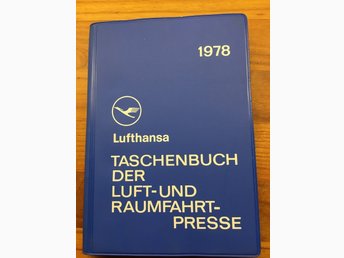 1978
Lufthansa
TASCHENBUCH
DER
LUFT-UND
RAUMFAHRT-
PRESSE